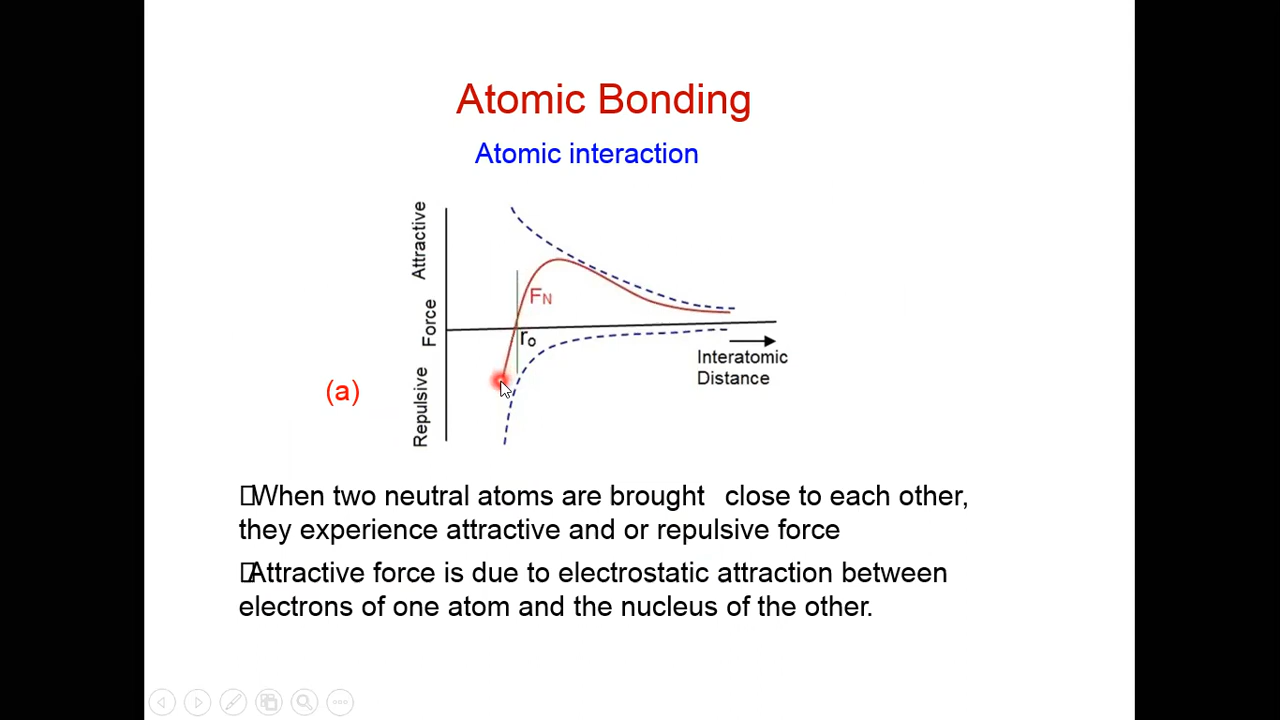 Atomic Bonding
Atomic interaction
Attractive
Force
Repulsive
FN
ro
Interatomic
Distance
(a)
When two neutral atoms are brought close to each other,
they experience attractive and or repulsive force
Attractive force is due to electrostatic attraction between
electrons of one atom and the nucleus of the other.